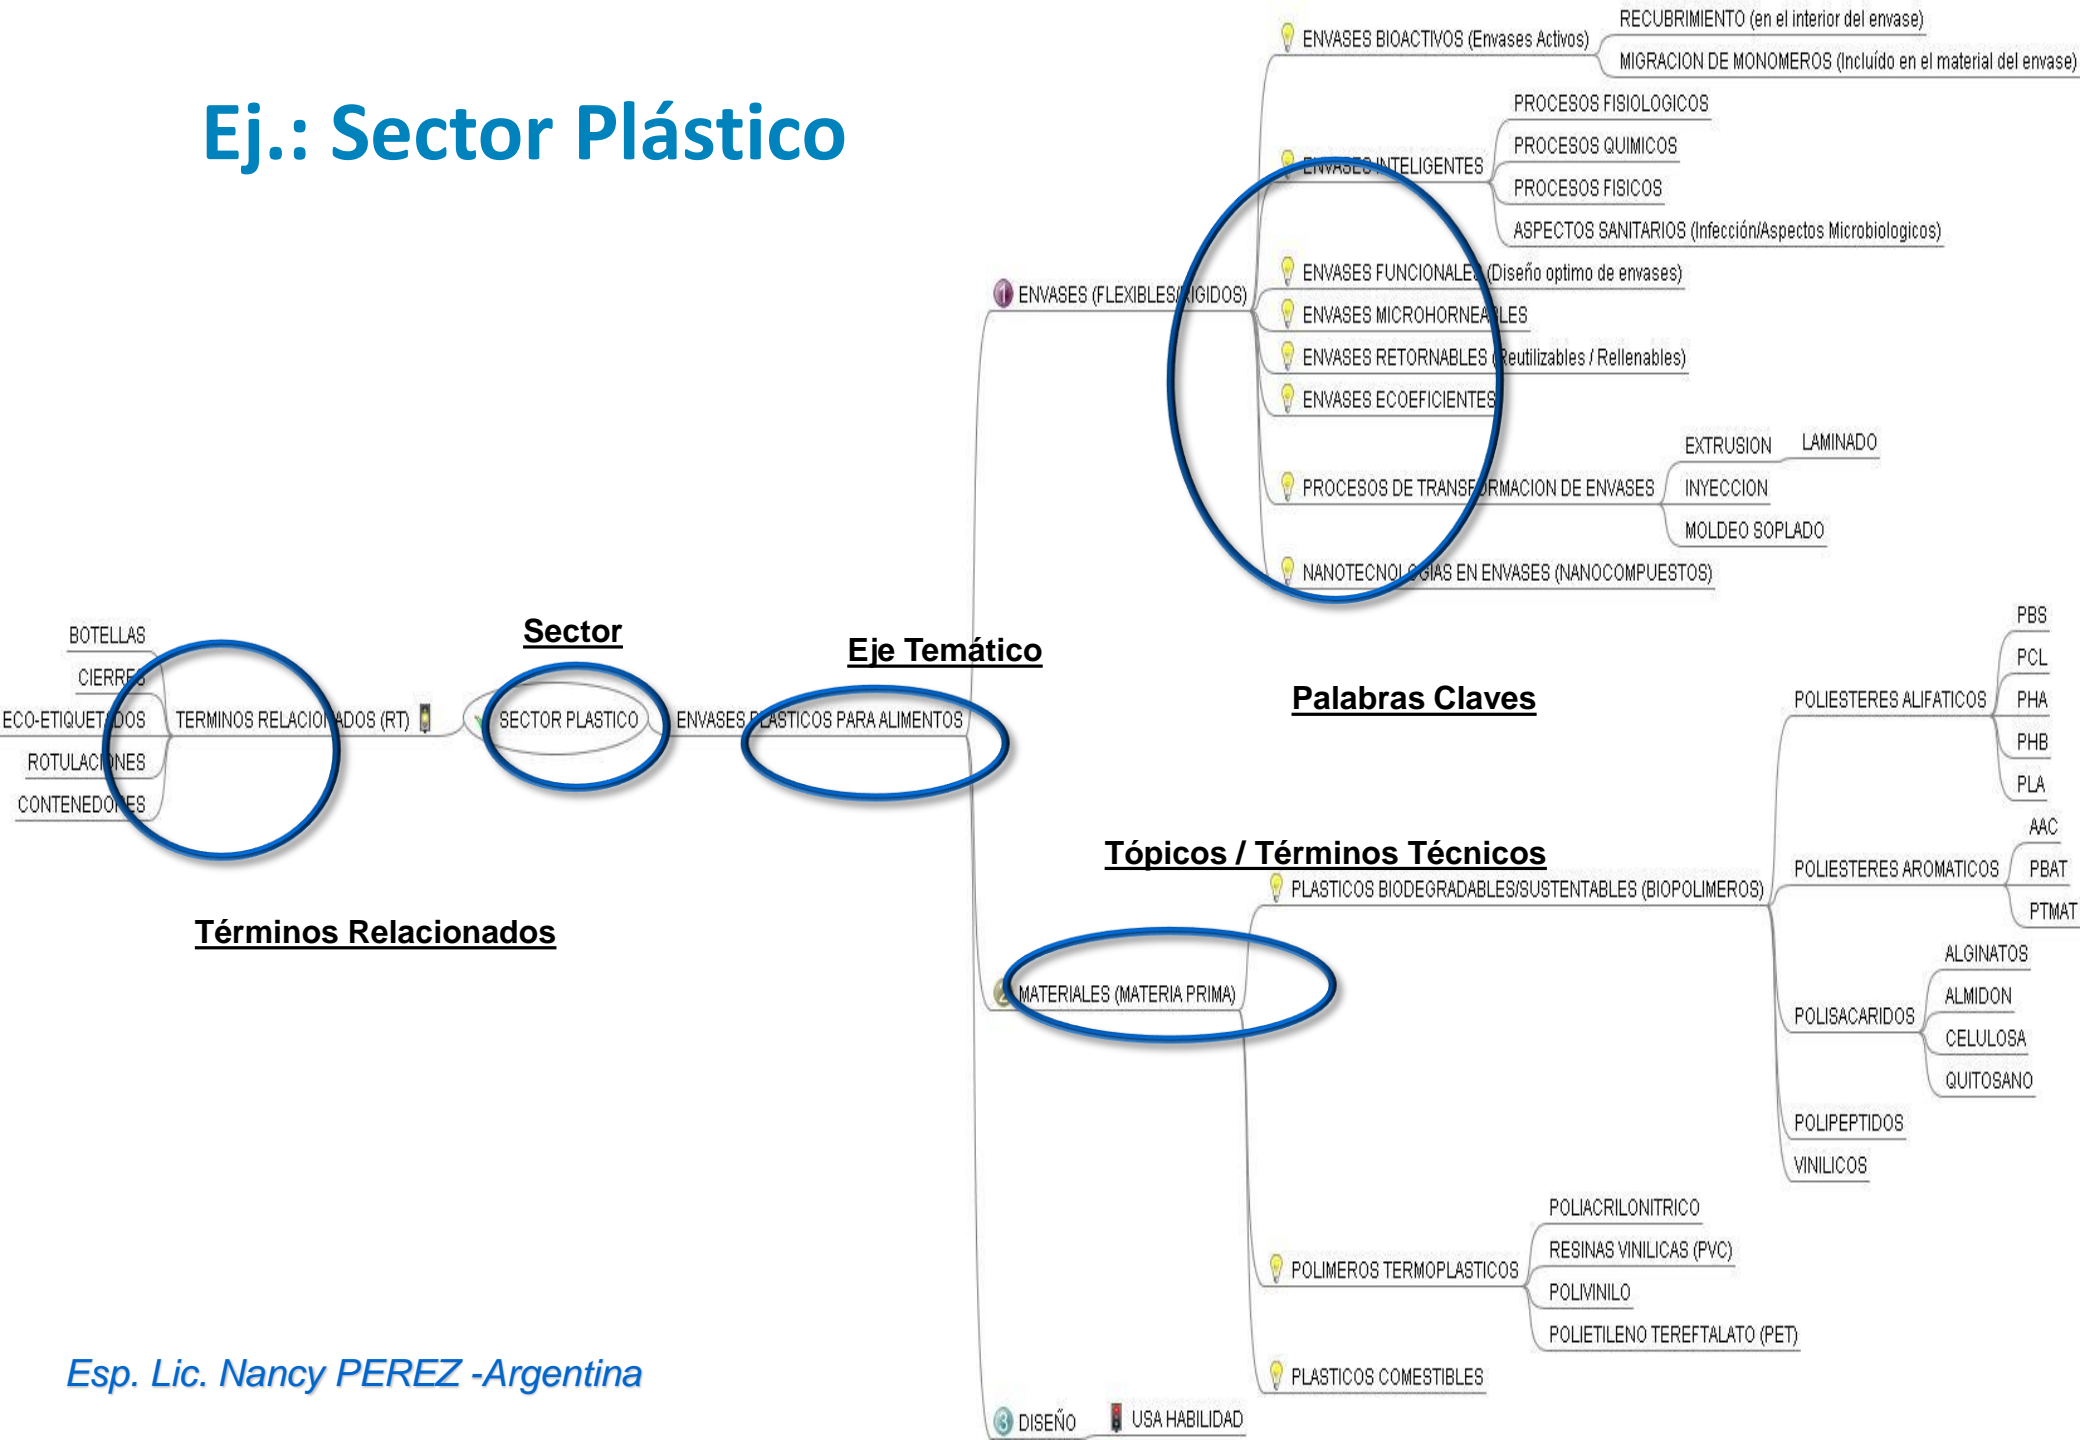 Ej.: Sector Plástico
ENVASES BIOACTIVOS (Envases Activos)
RECUBRIMIENTO (en el interior del envase)
MIGRACION DE MONOMEROS (Incluído en el material del envase)
ENVASES INTELIGENTES
PROCESOS FISIOLOGICOS
PROCESOS QUIMICOS
PROCESOS FISICOS
ASPECTOS SANITARIOS (Infección/Aspectos Microbiologicos)
1 ENVASES (FLEXIBLES/RIGIDOS)
ENVASES FUNCIONALES (Diseño optimo de envases)
ENVASES MICROHORNEABLES
ENVASES RETORNABLES (Reutilizables / Rellenables)
ENVASES ECOEFICIENTES
PROCESOS DE TRANSFORMACION DE ENVASES
EXTRUSION
LAMINADO
INYECCION
MOLDEO SOPLADO
NANOTECNOLOGIAS EN ENVASES (NANOCOMPUESTOS)
Sector
Eje Temático
Palabras Claves
BOTELLAS
CIERRES
ECO-ETIQUETADOS
ROTULACIONES
CONTENEDORES
TERMINOS RELACIONADOS (RT)
SECTOR PLASTICO
ENVASES PLASTICOS PARA ALIMENTOS
Términos Relacionados
Tópicos / Términos Técnicos
2 MATERIALES (MATERIA PRIMA)
PLASTICOS BIODEGRADABLES/SUSTENTABLES (BIOPOLIMEROS)
POLIESTERES ALIFATICOS
PBS
PCL
PHA
PHB
PLA
POLIESTERES AROMATICOS
AAC
PBAT
PTMAT
POLISACARIDOS
ALGINATOS
ALMIDON
CELULOSA
QUITOSANO
POLIPEPTIDOS
VINILICOS
POLIMEROS TERMOPLASTICOS
POLIACRILONITRICO
RESINAS VINILICAS (PVC)
POLIVINILO
POLIETILENO TEREFTALATO (PET)
PLASTICOS COMESTIBLES
3 DISEÑO
USA HABILIDAD
Esp. Lic. Nancy PEREZ -Argentina